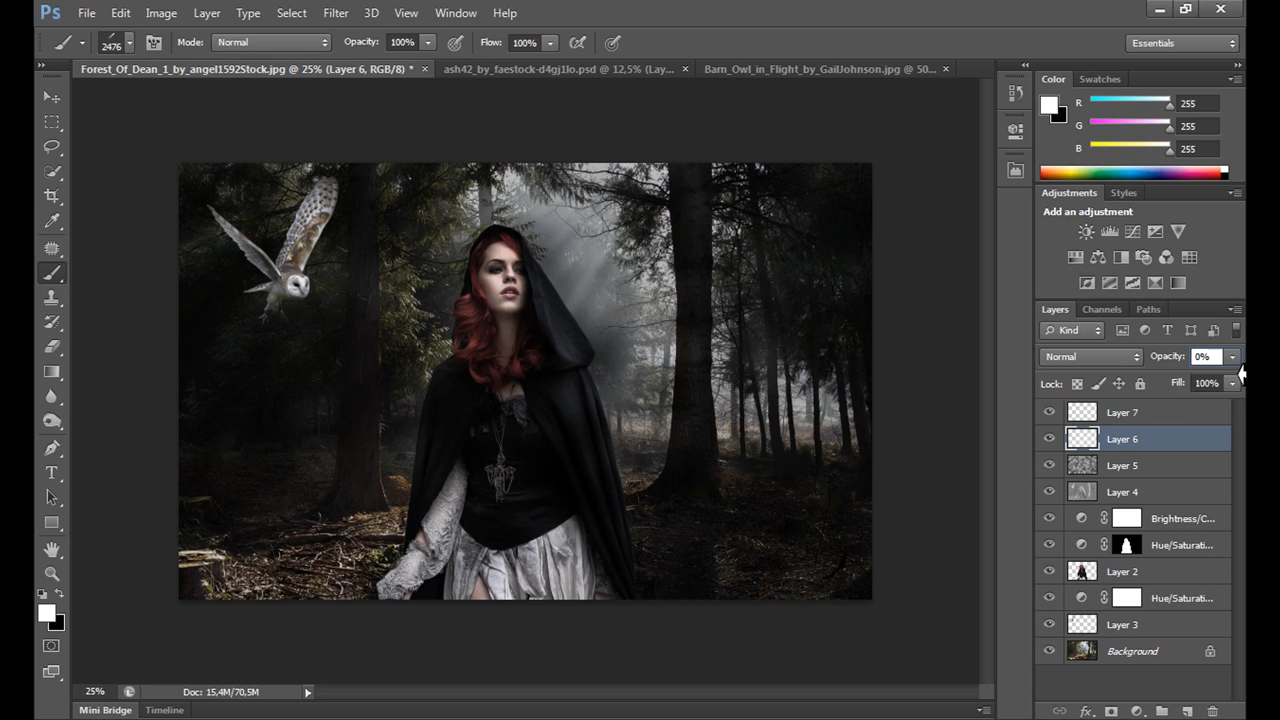 Ps File Edit Image Layer Type Select Filter 3D View Window Help
2476 Mode: Normal Opacity: 100% Flow: 100% Essentials
Forest_Of_Dean_1_by_angel1592Stock.jpg @ 25% (Layer 6, RGB/8) * × ash42_by_faestock-d4gj1lo.psd @ 12,5% (Lay... × Barn_Owl_in_Flight_by_GailJohnson.jpg @ 50... ×
Color Swatches
R 255
G 255
B 255
Adjustments Styles
Add an adjustment
Layers Channels Paths
Kind
Normal Opacity: 0%
Lock: Fill: 100%
Layer 7
Layer 6
Layer 5
Layer 4
Brightness/C...
Hue/Saturati...
Layer 2
Hue/Saturati...
Layer 3
Background
25% Doc: 15,4M/70,5M
Mini Bridge Timeline